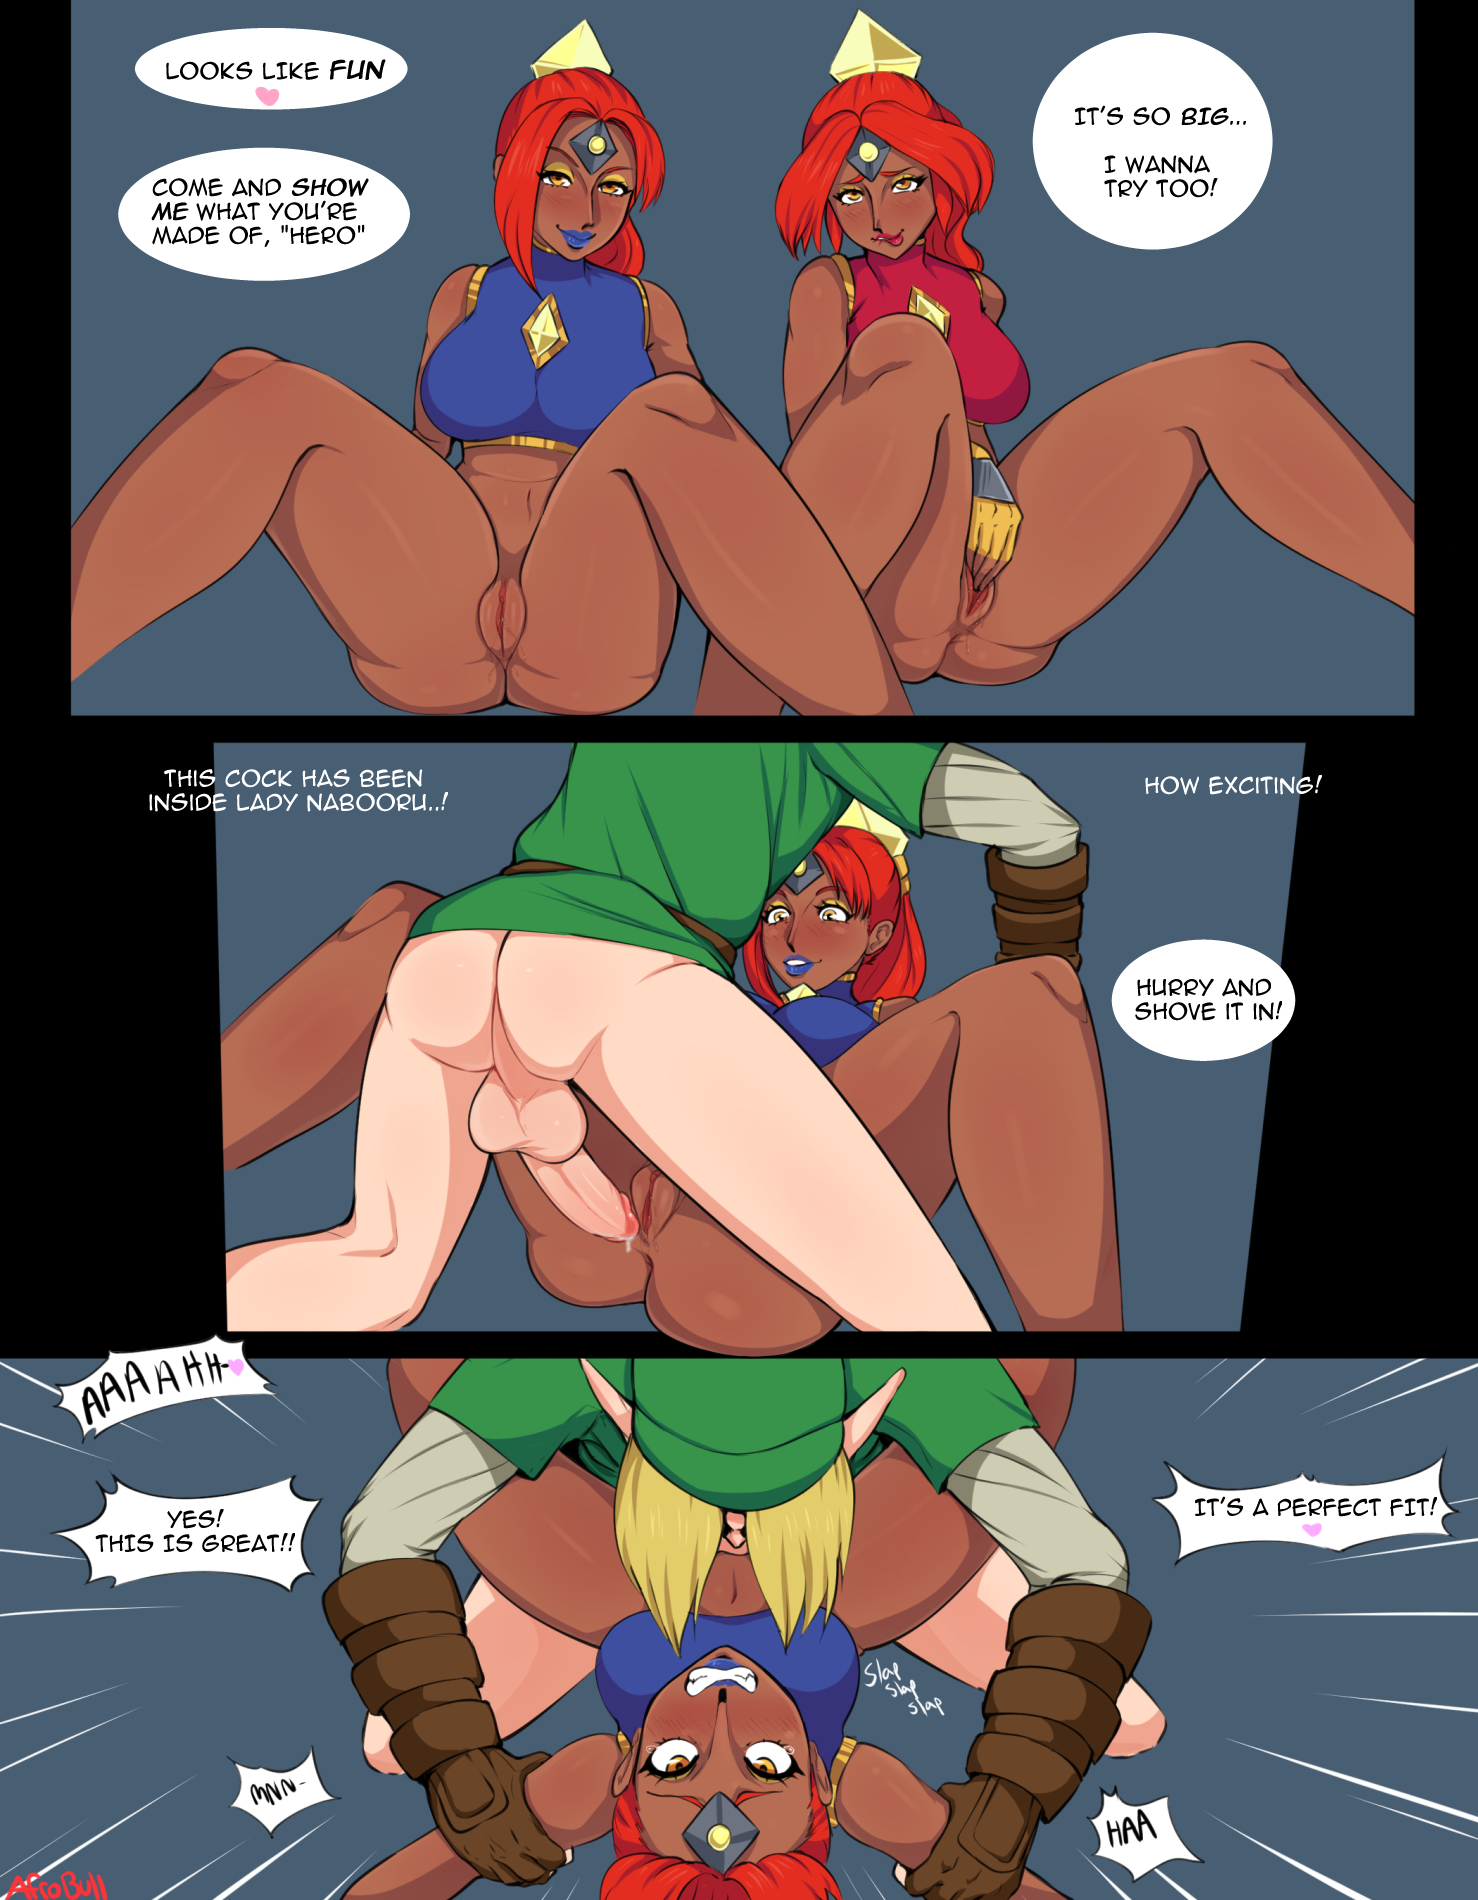 LOOKS LIKE FUN
COME AND SHOW
ME WHAT YOU'RE
MADE OF, "HERO"
IT'S SO BIG...
I WANNA
TRY TOO!
THIS COCK HAS BEEN
INSIDE LADY NABOORU..!
HOW EXCITING!
HURRY AND
SHOVE IT IN!
AAAAHH-
YES!
THIS IS GREAT!!
IT'S A PERFECT FIT!
Slap
slap
slap
MNN-
HAA
AfroBull